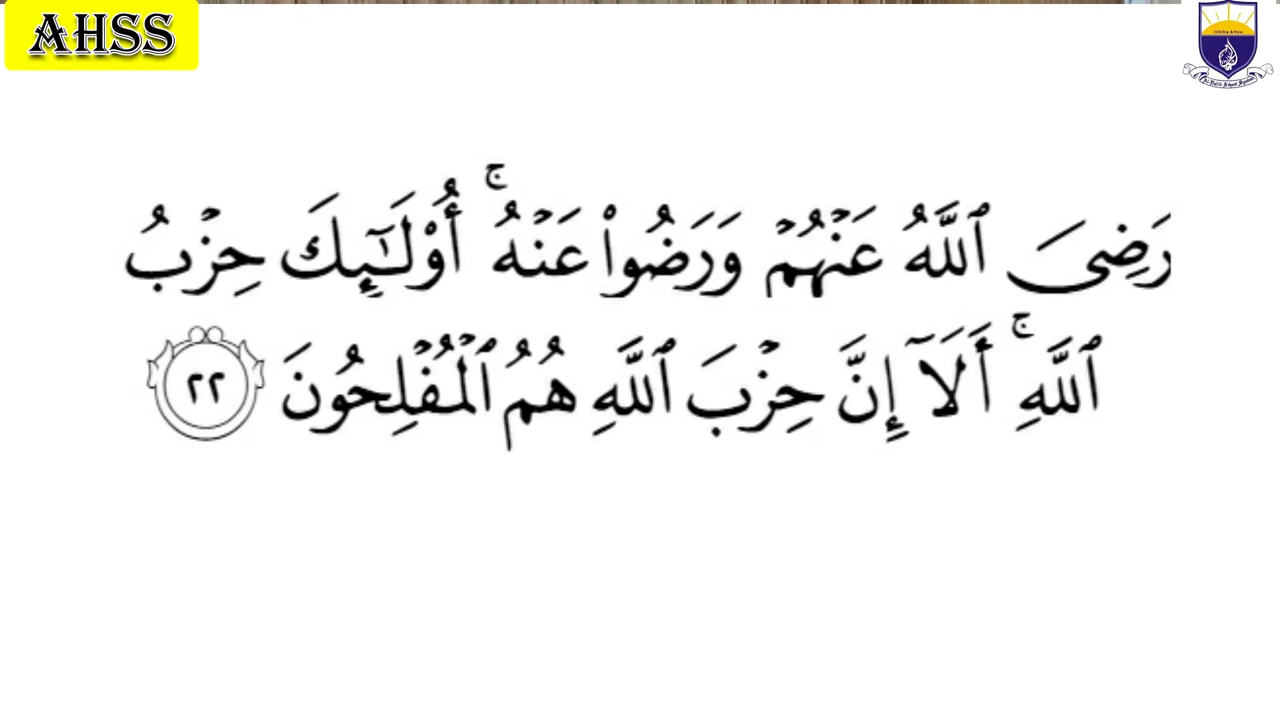 AHSS
رَضِىَ ٱللَّهُ عَنْهُمْ وَرَضُوا۟ عَنْهُ ۚ أُو۟لَـٰٓئِكَ حِزْبُ
ٱللَّهِ ۚ أَلَآ إِنَّ حِزْبَ ٱللَّهِ هُمُ ٱلْمُفْلِحُونَ ٢٢